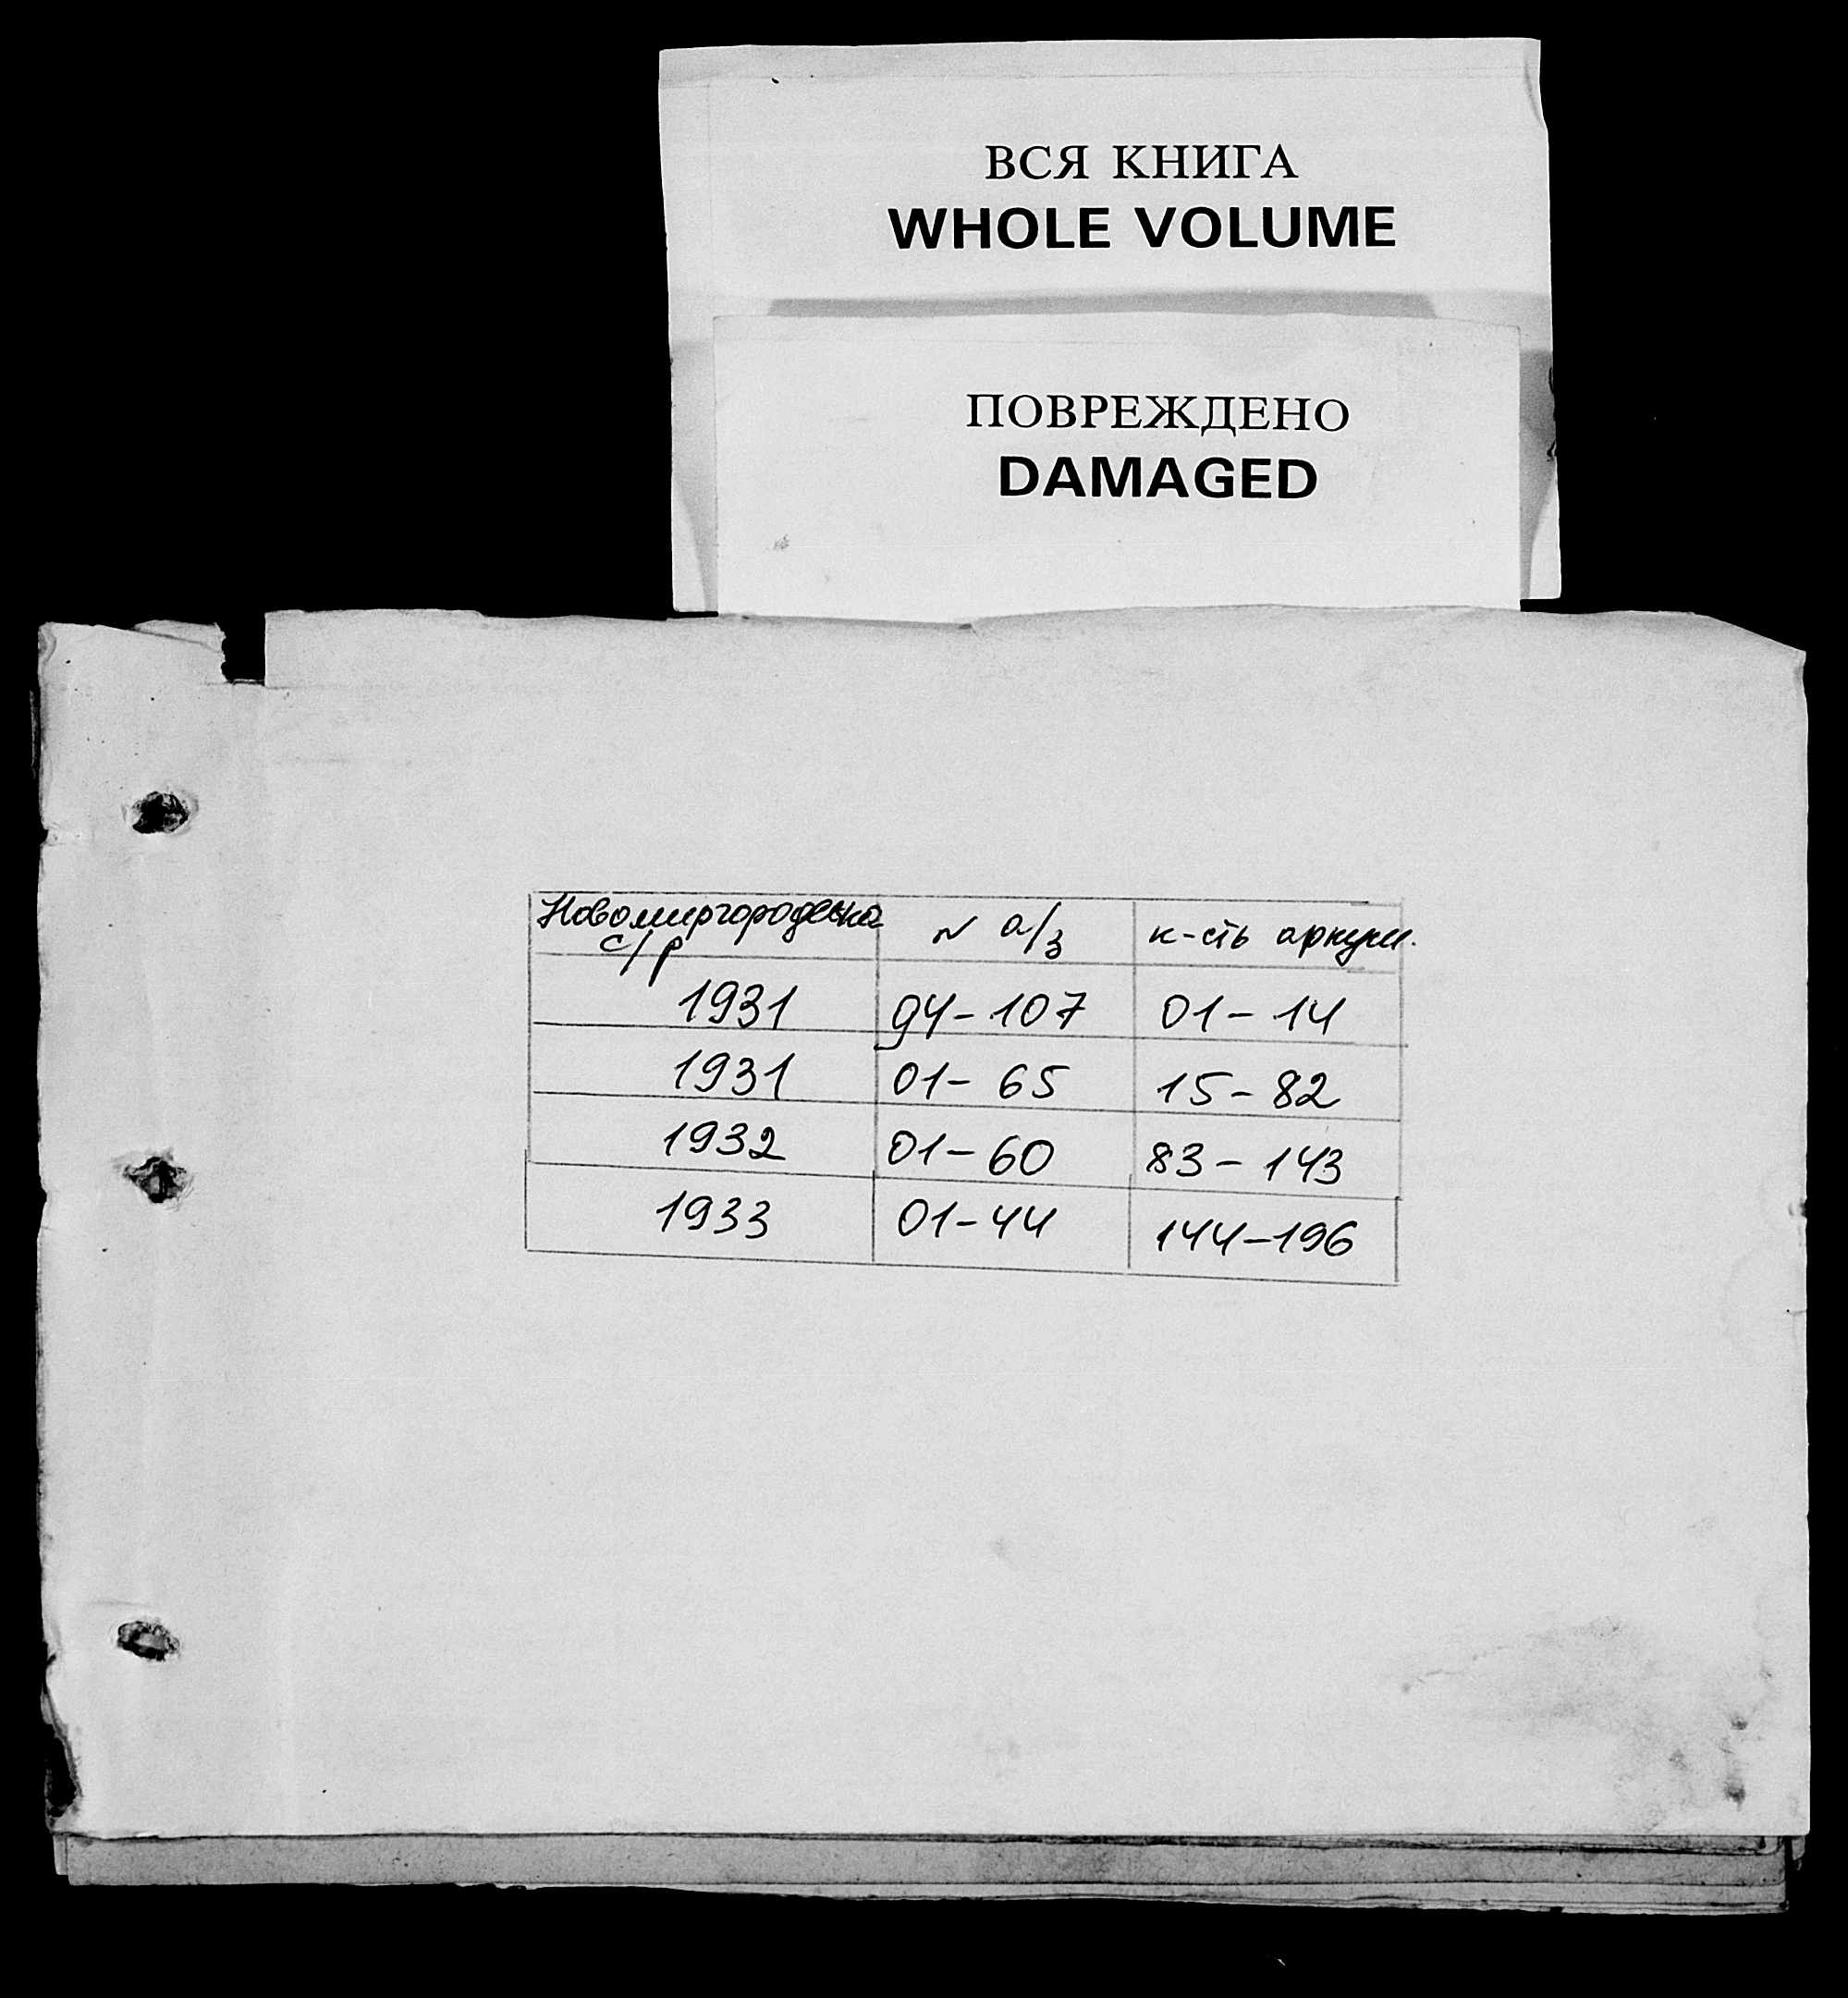 ВСЯ КНИГА
WHOLE VOLUME
ПОВРЕЖДЕНО
DAMAGED
Новомиргородська с/р № а/з к-сть аркуш.
1931 94-107 01-14
1931 01-65 15-82
1932 01-60 83-143
1933 01-44 144-196